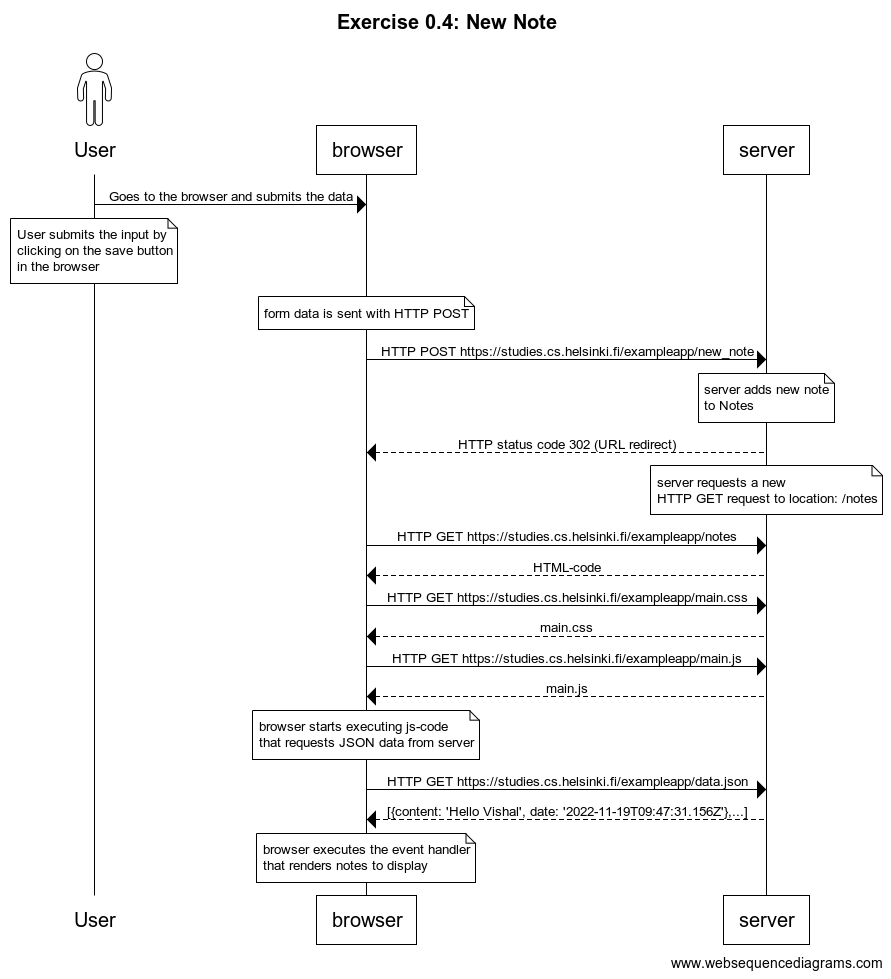 Exercise 0.4: New Note
User
browser
server
Goes to the browser and submits the data
User submits the input by
clicking on the save button
in the browser
form data is sent with HTTP POST
HTTP POST https://studies.cs.helsinki.fi/exampleapp/new_note
server adds new note
to Notes
HTTP status code 302 (URL redirect)
server requests a new
HTTP GET request to location: /notes
HTTP GET https://studies.cs.helsinki.fi/exampleapp/notes
HTML-code
HTTP GET https://studies.cs.helsinki.fi/exampleapp/main.css
main.css
HTTP GET https://studies.cs.helsinki.fi/exampleapp/main.js
main.js
browser starts executing js-code
that requests JSON data from server
HTTP GET https://studies.cs.helsinki.fi/exampleapp/data.json
[{content: 'Hello Vishal', date: '2022-11-19T09:47:31.156Z'},...]
browser executes the event handler
that renders notes to display
User
browser
server
www.websequencediagrams.com